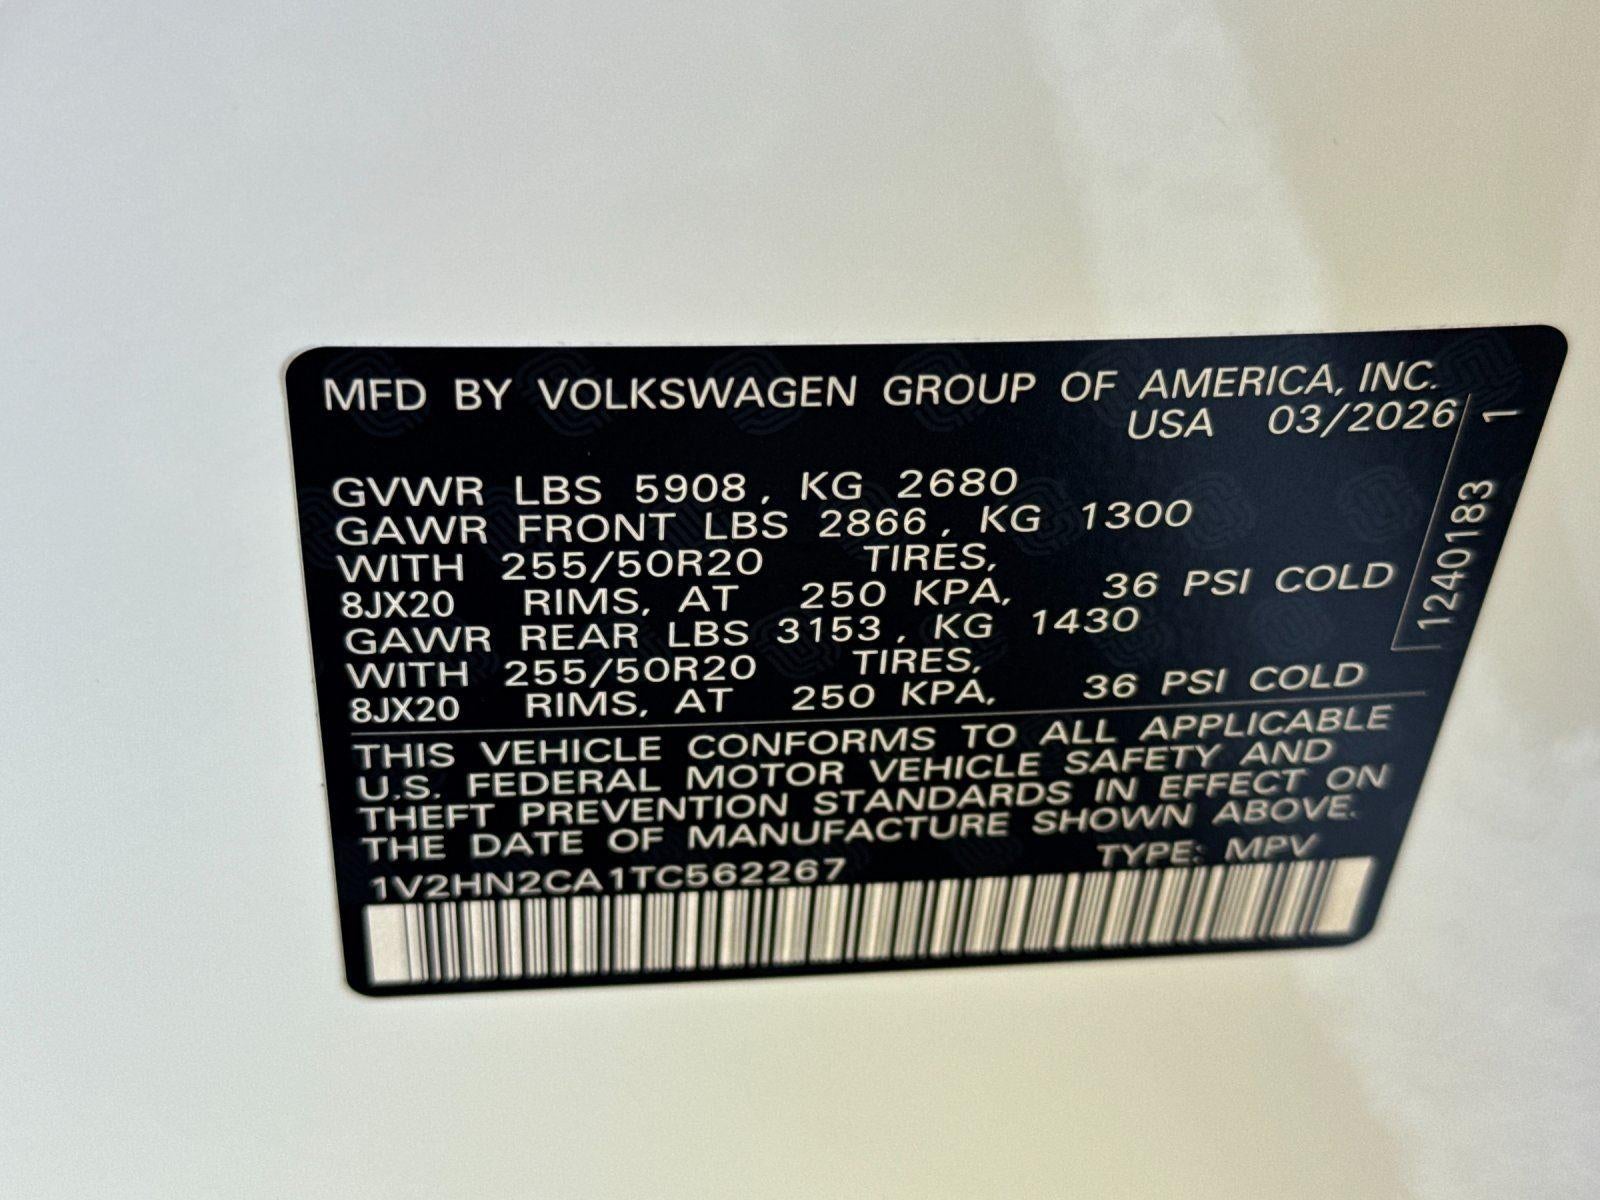 MFD BY VOLKSWAGEN GROUP OF AMERICA, INC.
USA 03/2026
GVWR LBS 5908, KG 2680
GAWR FRONT LBS 2866, KG 1300
WITH 255/50R20 TIRES,
8JX20 RIMS, AT 250 KPA, 36 PSI COLD
GAWR REAR LBS 3153, KG 1430
WITH 255/50R20 TIRES,
8JX20 RIMS, AT 250 KPA, 36 PSI COLD
THIS VEHICLE CONFORMS TO ALL APPLICABLE
U.S. FEDERAL MOTOR VEHICLE SAFETY AND
THEFT PREVENTION STANDARDS IN EFFECT ON
THE DATE OF MANUFACTURE SHOWN ABOVE.
1V2HN2CA1TC562267 TYPE: MPV
1240183 1